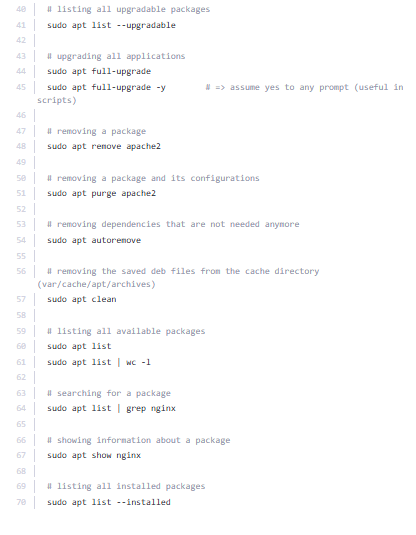 40 # listing all upgradable packages
41 sudo apt list --upgradable
42
43 # upgrading all applications
44 sudo apt full-upgrade
45 sudo apt full-upgrade -y # => assume yes to any prompt (useful in
scripts)
46
47 # removing a package
48 sudo apt remove apache2
49
50 # removing a package and its configurations
51 sudo apt purge apache2
52
53 # removing dependencies that are not needed anymore
54 sudo apt autoremove
55
56 # removing the saved deb files from the cache directory
(var/cache/apt/archives)
57 sudo apt clean
58
59 # listing all available packages
60 sudo apt list
61 sudo apt list | wc -l
62
63 # searching for a package
64 sudo apt list | grep nginx
65
66 # showing information about a package
67 sudo apt show nginx
68
69 # listing all installed packages
70 sudo apt list --installed